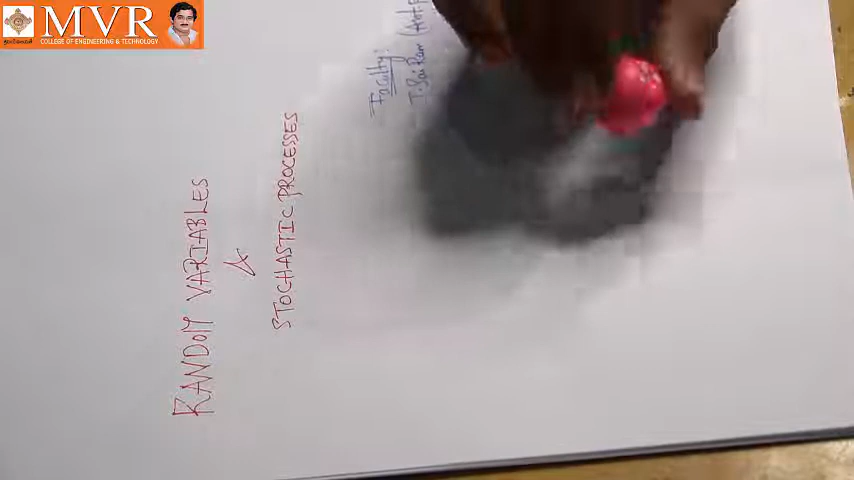 MVR
COLLEGE OF ENGINEERING & TECHNOLOGY
RANDOM VARIABLES
&
STOCHASTIC PROCESSES
Faculty: